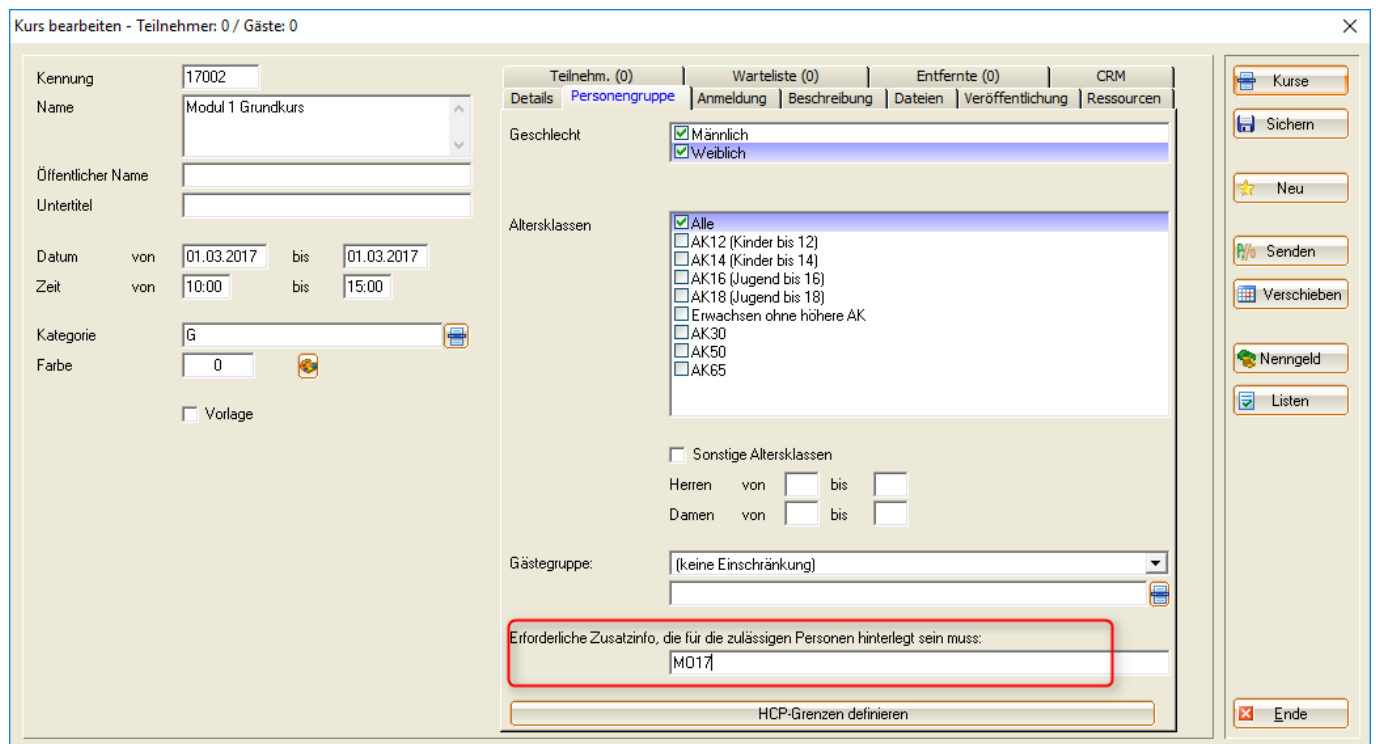 Kurs bearbeiten - Teilnehmer: 0 / Gäste: 0
Kennung 17002
Name Modul 1 Grundkurs
Öffentlicher Name
Untertitel
Datum von 01.03.2017 bis 01.03.2017
Zeit von 10:00 bis 15:00
Kategorie G
Farbe 0
Vorlage
Teilnehm. (0) Warteliste (0) Entfernte (0) CRM
Details Personengruppe Anmeldung Beschreibung Dateien Veröffentlichung Ressourcen
Geschlecht Männlich
Weiblich
Altersklassen Alle
AK12 (Kinder bis 12)
AK14 (Kinder bis 14)
AK16 (Jugend bis 16)
AK18 (Jugend bis 18)
Erwachsen ohne höhere AK
AK30
AK50
AK65
Sonstige Altersklassen
Herren von bis
Damen von bis
Gästegruppe: (keine Einschränkung)
Erforderliche Zusatzinfo, die für die zulässigen Personen hinterlegt sein muss:
MO17
HCP-Grenzen definieren
Kurse
Sichern
Neu
Senden
Verschieben
Nenngeld
Listen
Ende